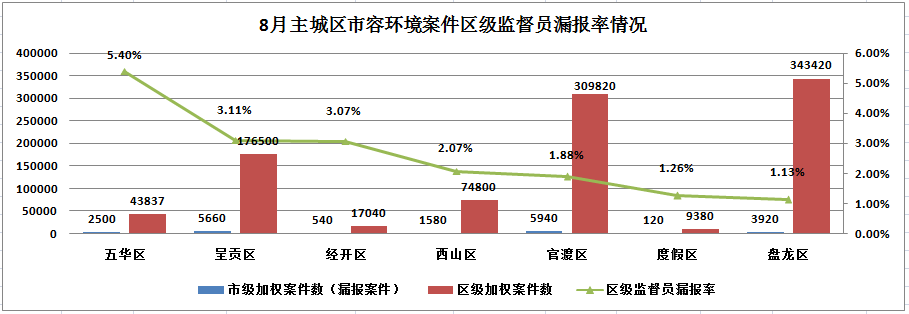 8月主城区市容环境案件区级监督员漏报率情况
400000 5.40% 343420 6.00%
350000 309820 5.00%
300000 3.11% 3.07% 4.00%
250000
200000 176500 2.07% 1.88% 1.26% 1.13% 3.00%
150000 2.00%
100000 74800
50000 43837 17040 9380 1.00%
0 2500 5660 540 1580 5940 120 3920 0.00%
五华区 呈贡区 经开区 西山区 官渡区 度假区 盘龙区
市级加权案件数（漏报案件） 区级加权案件数 区级监督员漏报率